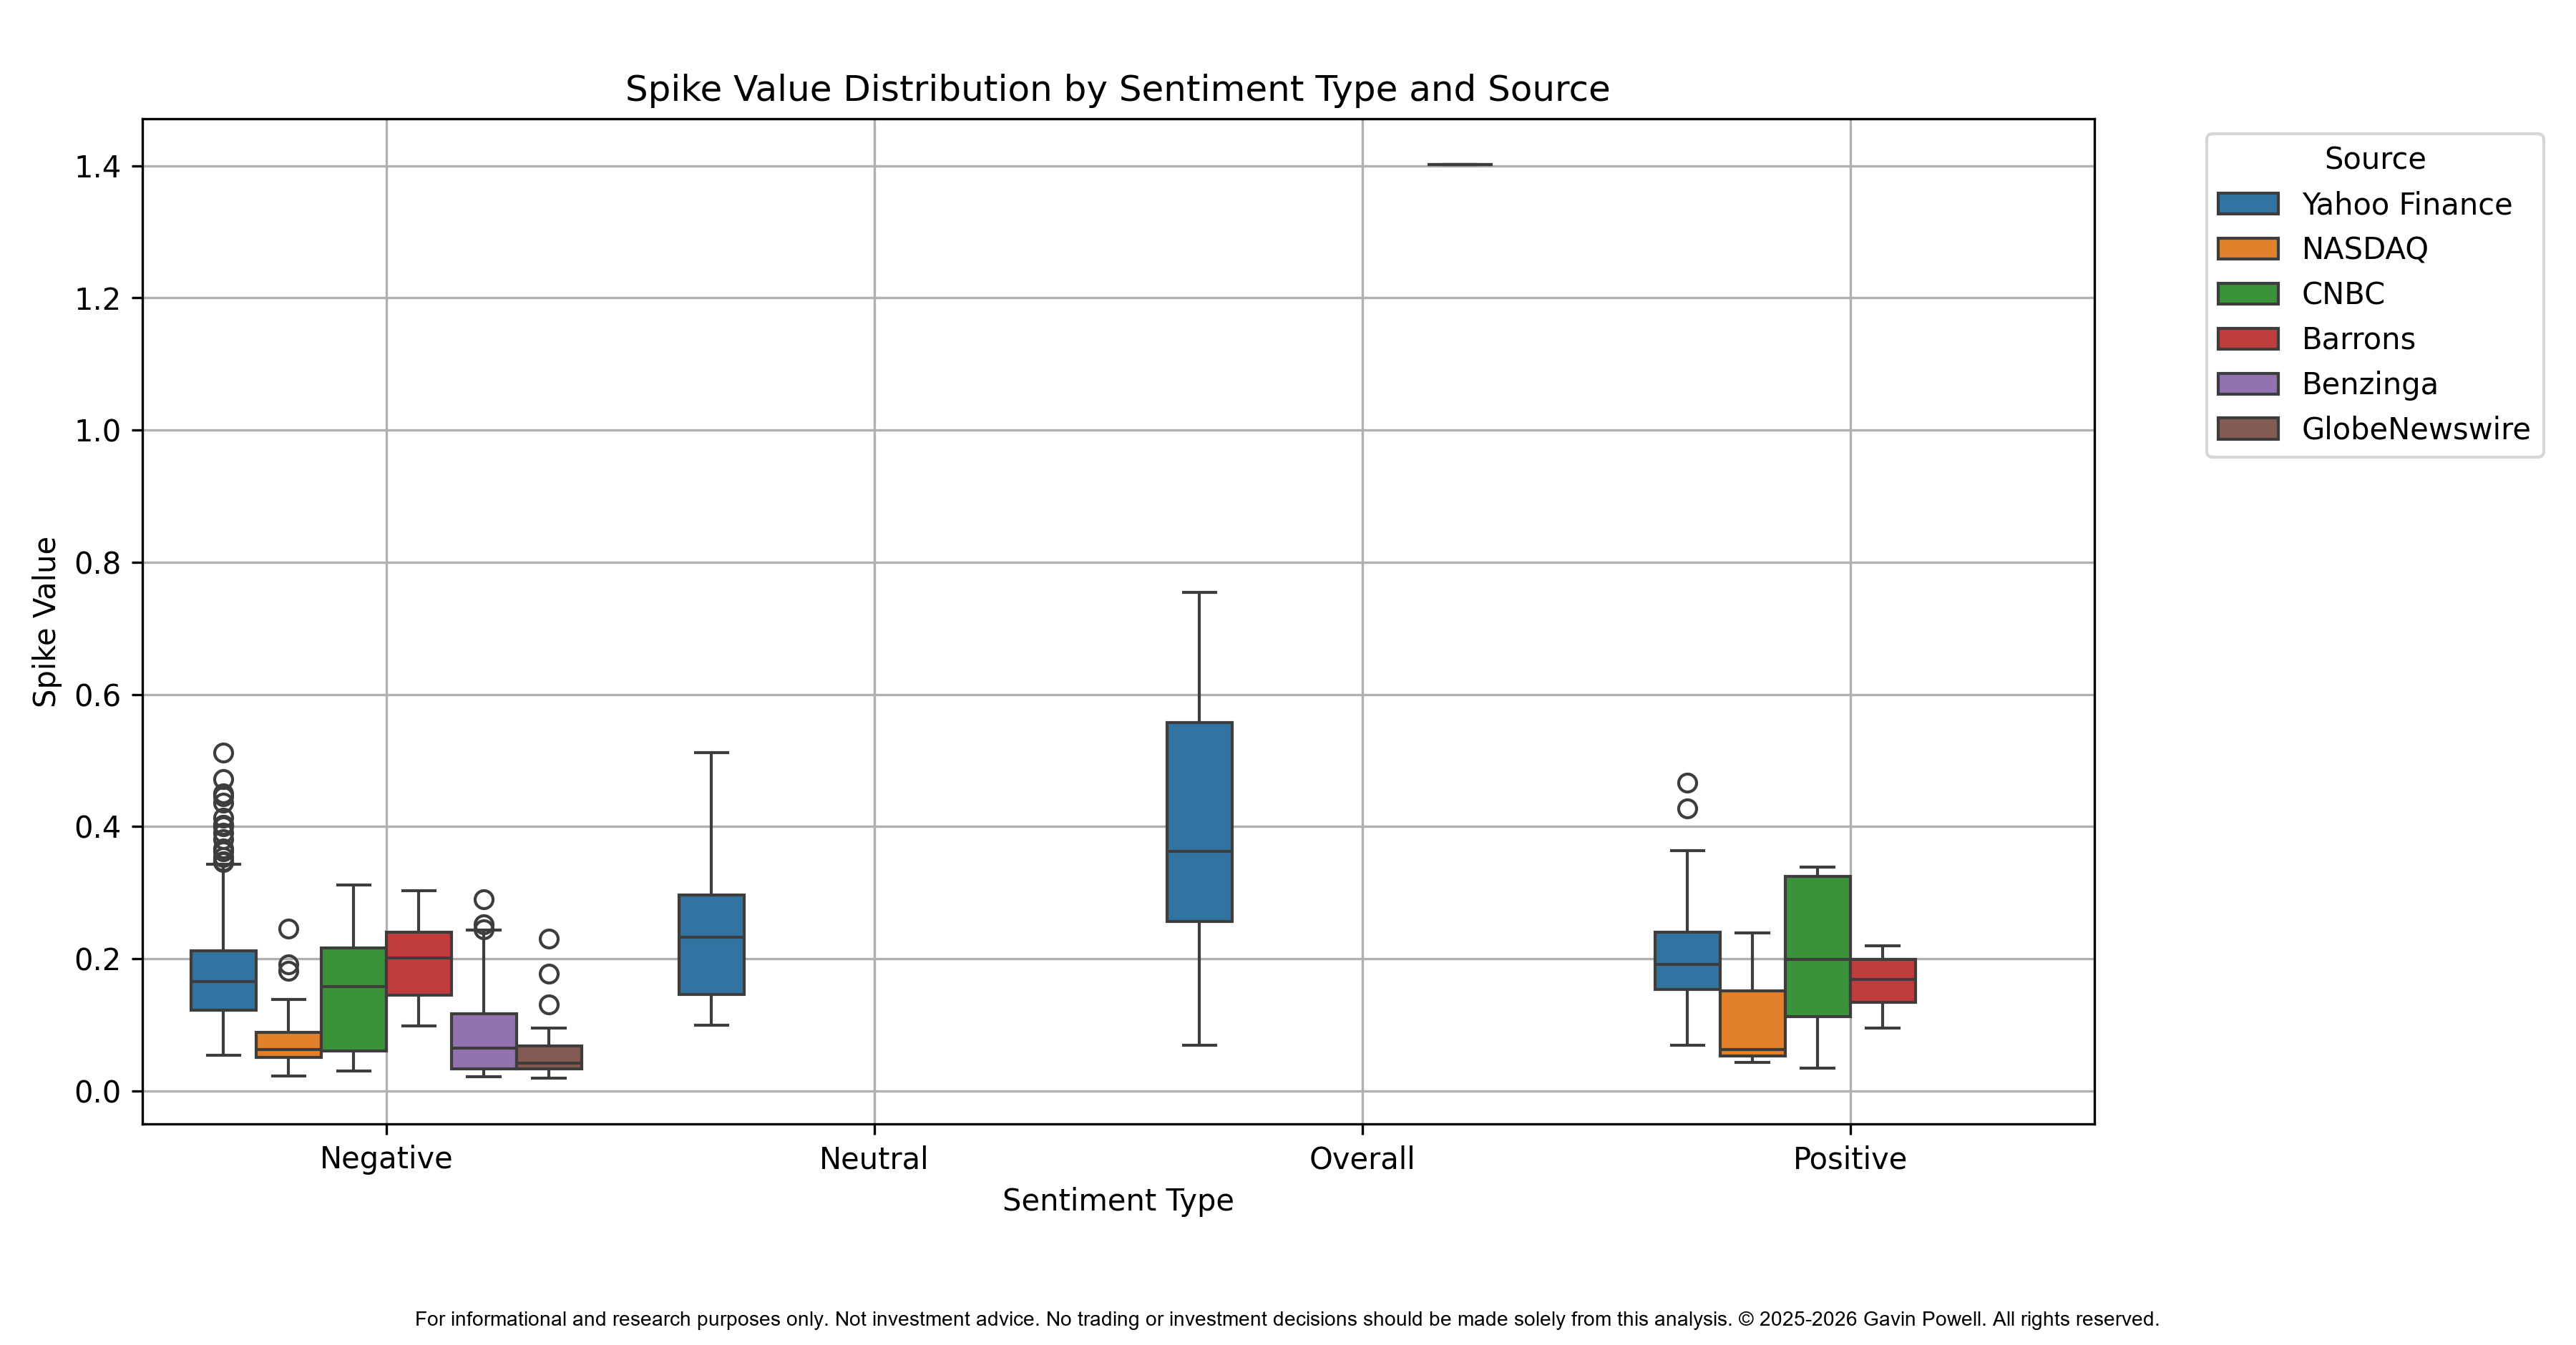 Spike Value Distribution by Sentiment Type and Source
Spike Value
1.4
1.2
1.0
0.8
0.6
0.4
0.2
0.0
Negative
Neutral
Overall
Positive
Sentiment Type
Source
Yahoo Finance
NASDAQ
CNBC
Barrons
Benzinga
GlobeNewswire
For informational and research purposes only. Not investment advice. No trading or investment decisions should be made solely from this analysis. © 2025-2026 Gavin Powell. All rights reserved.